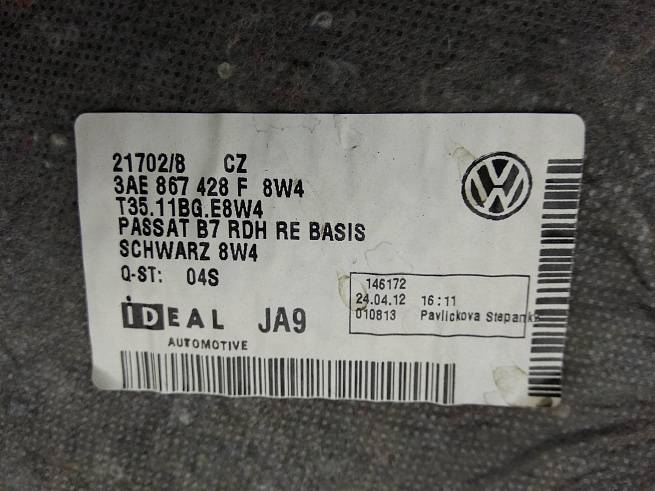 21702/B CZ
3AE 867 428 F 8W4
T35.11BG.E8W4
PASSAT B7 RDH RE BASIS
SCHWARZ 8W4
Q-ST: 04S
146172
24.04.12 16:11
010813 Pavlickova Stepanka
iDEAL JA9
AUTOMOTIVE